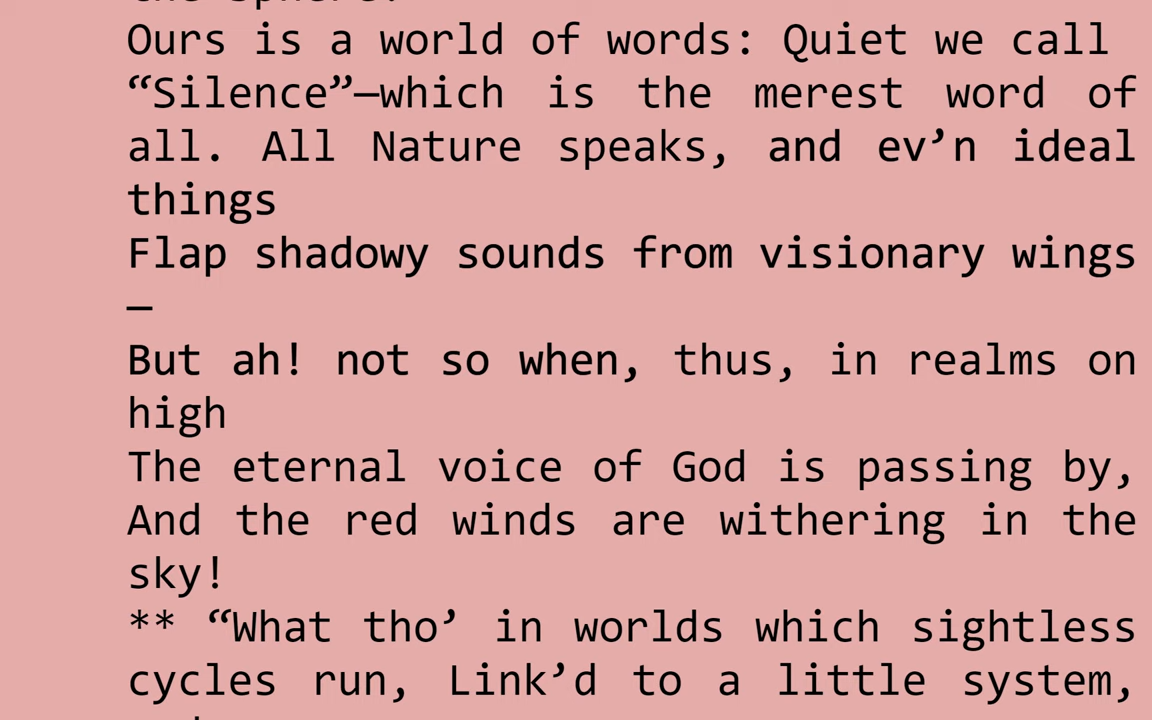 Ours is a world of words: Quiet we call
“Silence”—which is the merest word of
all. All Nature speaks, and ev’n ideal
things
Flap shadowy sounds from visionary wings
—
But ah! not so when, thus, in realms on
high
The eternal voice of God is passing by,
And the red winds are withering in the
sky!
** “What tho’ in worlds which sightless
cycles run, Link’d to a little system,